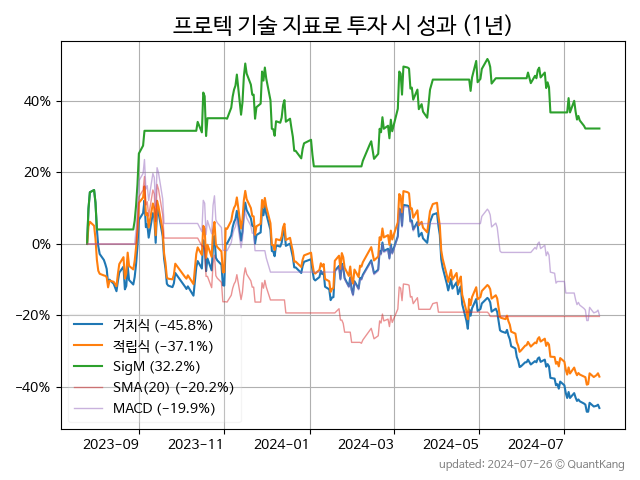 프로텍 기술 지표로 투자 시 성과 (1년)
40%
20%
0%
−20%
−40%
거치식 (−45.8%)
적립식 (−37.1%)
SigM (32.2%)
SMA(20) (−20.2%)
MACD (−19.9%)
2023−09 2023−11 2024−01 2024−03 2024−05 2024−07
updated: 2024−07−26 © QuantKang